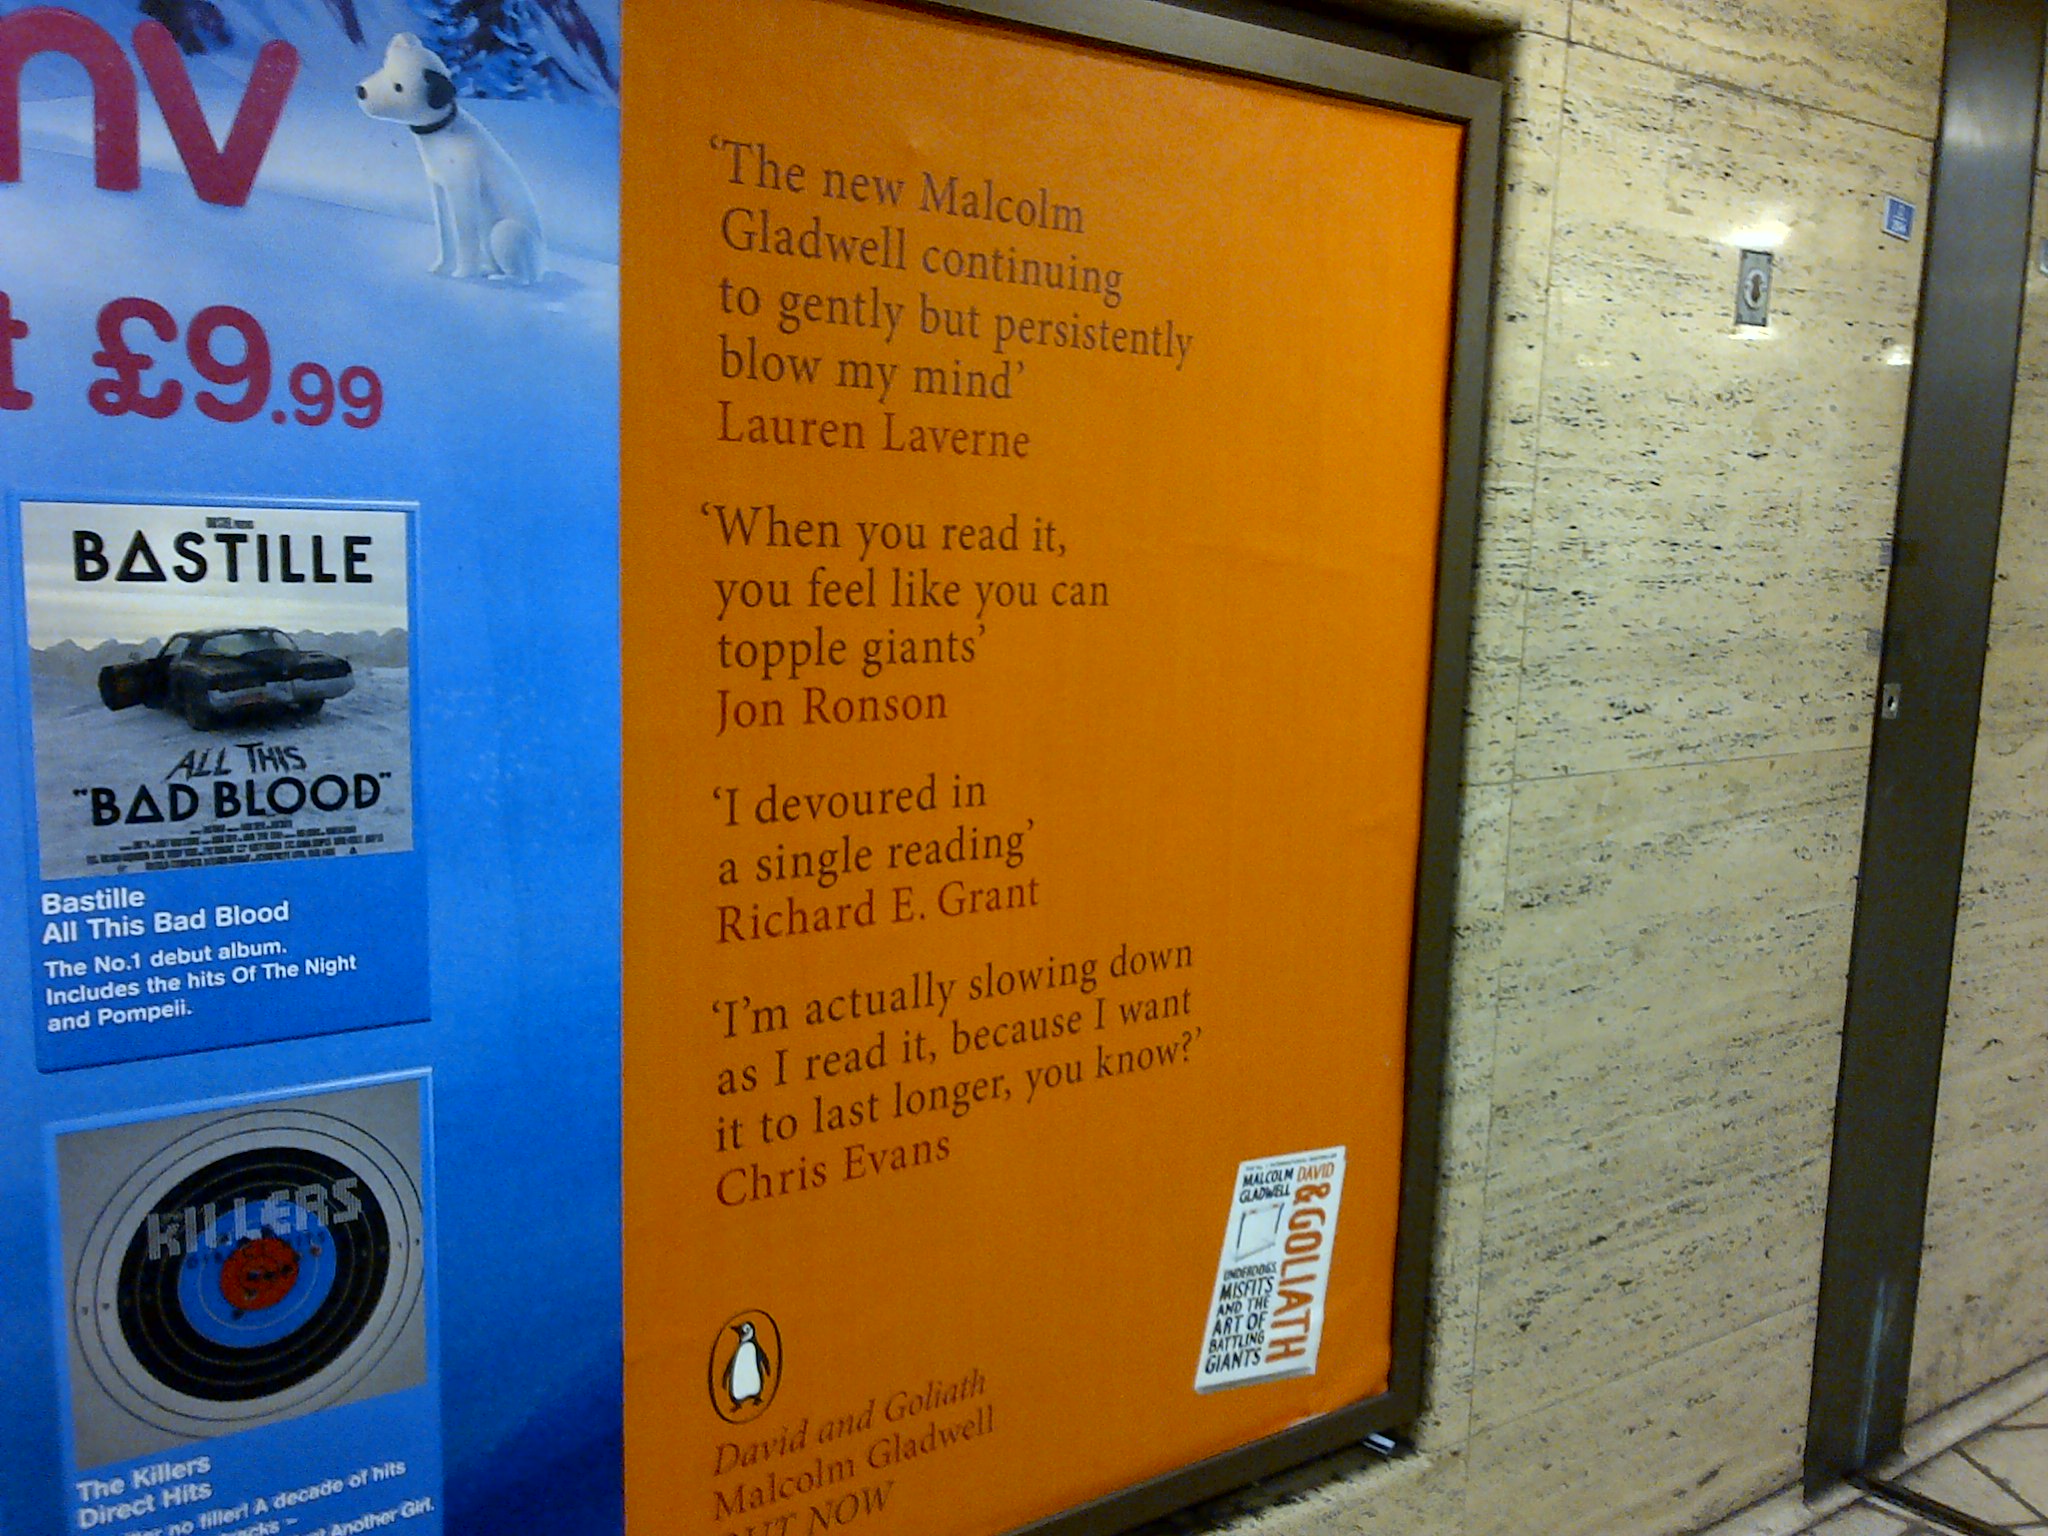 £9.99
BASTILLE
ALL THIS
"BAD BLOOD"
Bastille
All This Bad Blood
The No.1 debut album.
Includes the hits Of The Night
and Pompeii.
KILLERS
The Killers
Direct Hits
no filler! A decade of hits
Another Girl.
‘The new Malcolm
Gladwell continuing
to gently but persistently
blow my mind’
Lauren Laverne
‘When you read it,
you feel like you can
topple giants’
Jon Ronson
‘I devoured in
a single reading’
Richard E. Grant
‘I’m actually slowing down
as I read it, because I want
it to last longer, you know?’
Chris Evans
MALCOLM
GLADWELL
DAVID
& GOLIATH
UNDERDOGS,
MISFITS
AND THE
ART OF
BATTLING
GIANTS
David and Goliath
Malcolm Gladwell
OUT NOW